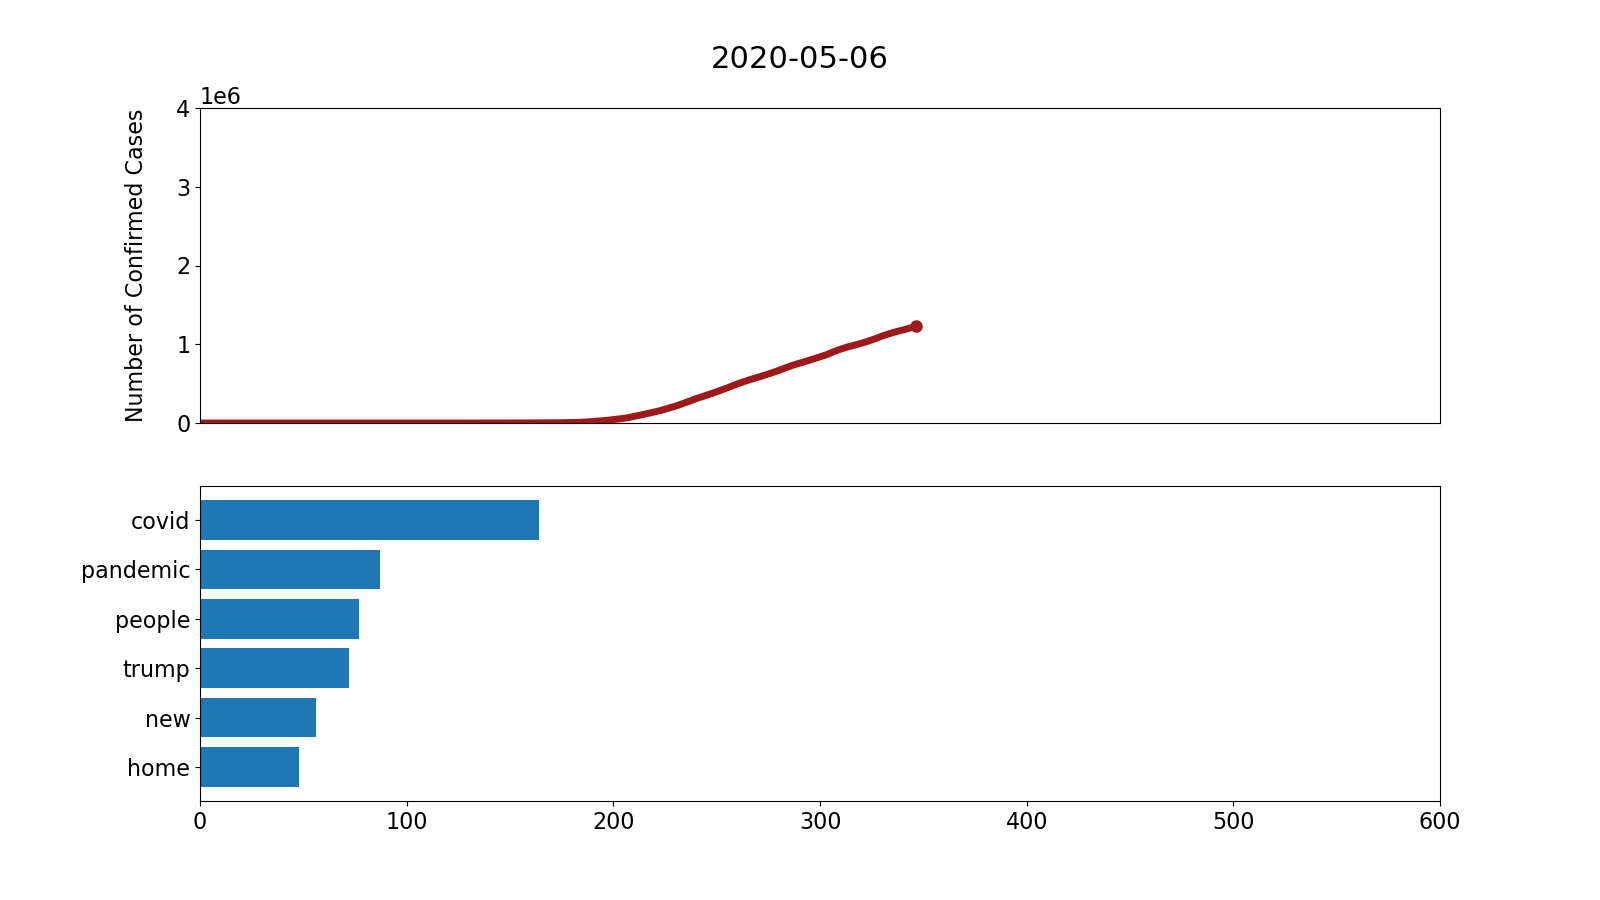 2020-05-06
1e6
Number of Confirmed Cases
4
3
2
1
0
covid
pandemic
people
trump
new
home
0 100 200 300 400 500 600